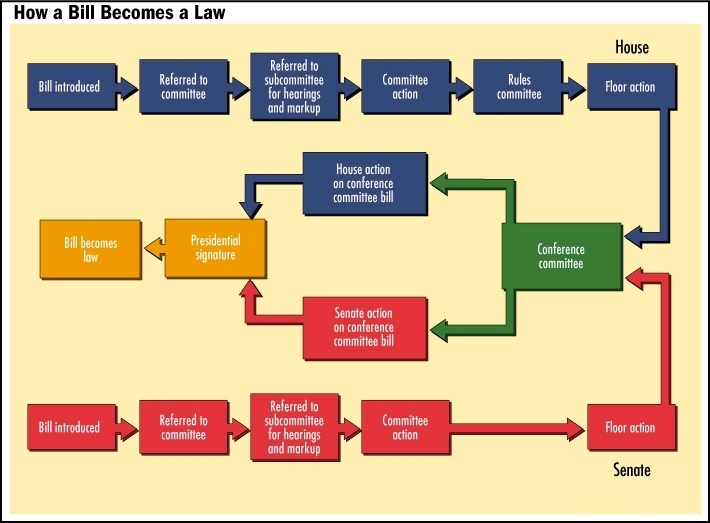 How a Bill Becomes a Law
House
Bill introduced
Referred to
committee
Referred to
subcommittee
for hearings
and markup
Committee
action
Rules
committee
Floor action
House action
on conference
committee bill
Bill becomes
law
Presidential
signature
Conference
committee
Senate action
on conference
committee bill
Bill introduced
Referred to
committee
Referred to
subcommittee
for hearings
and markup
Committee
action
Floor action
Senate